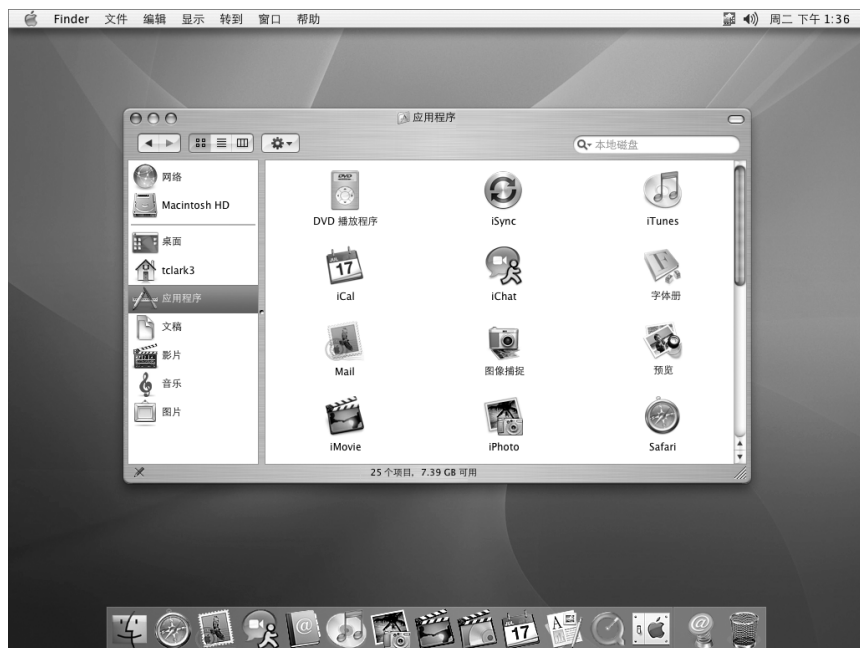 Finder 文件 编辑 显示 转到 窗口 帮助 周二 下午 1:36
应用程序
本地磁盘
网络
Macintosh HD
桌面
tclark3
应用程序
文稿
影片
音乐
图片
DVD 播放程序 iSync iTunes
17
iCal iChat 字体册
Mail 图像捕捉 预览
iMovie iPhoto Safari
25 个项目，7.39 GB 可用
17